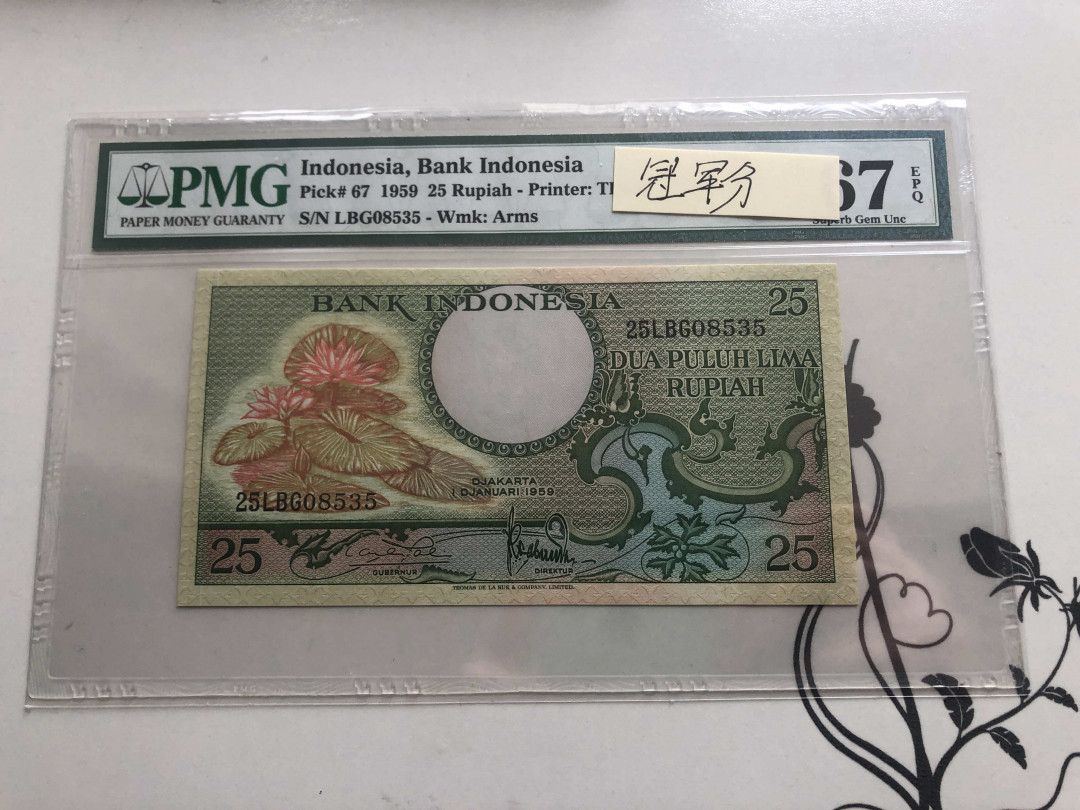 PMG
PAPER MONEY GUARANTY
Indonesia, Bank Indonesia
Pick# 67 1959 25 Rupiah - Printer:
S/N LBG08535 - Wmk: Arms
冠军分
67
EPQ
Gem Unc
BANK INDONESIA
25
25LBG08535
DUA PULUH LIMA
RUPIAH
DJAKARTA
1 DJANUARI 1959
25LBG08535
25
GUBERNUR
DIREKTUR
25
THOMAS DE LA RUE & COMPANY, LIMITED.